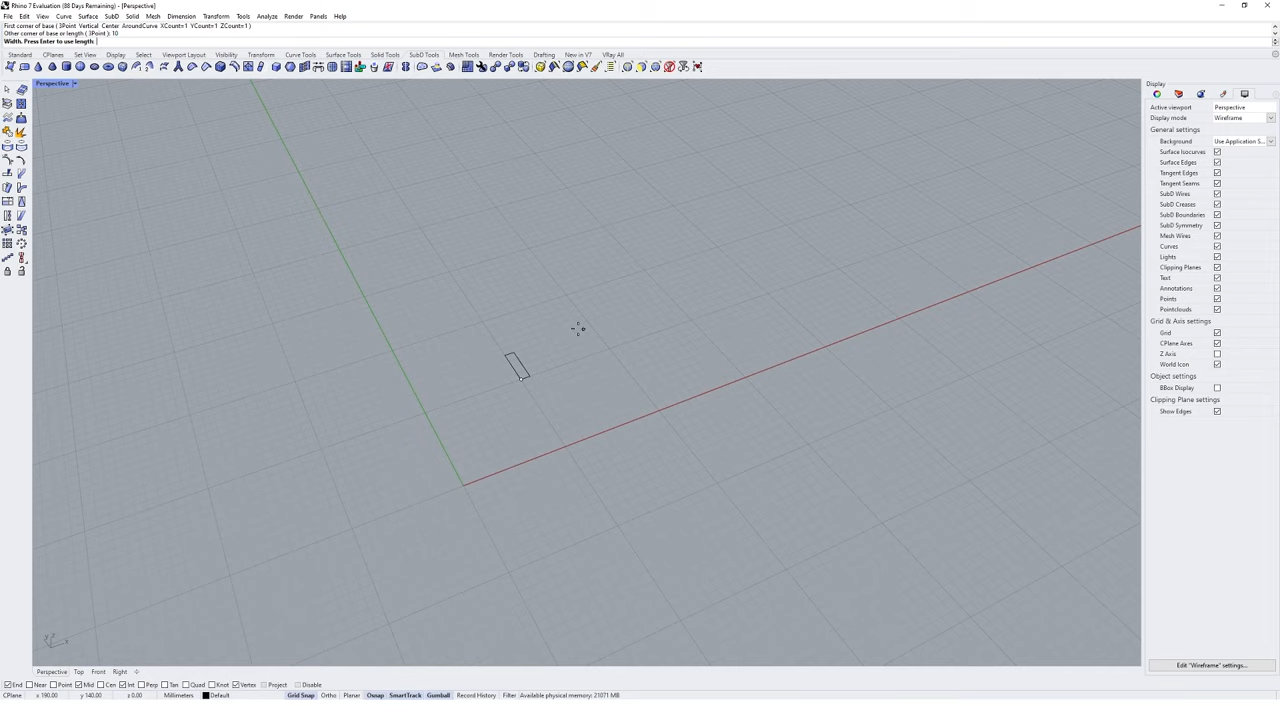 Rhino 7 Evaluation (88 Days Remaining) - [Perspective]
File Edit View Curve Surface SubD Solid Mesh Dimension Transform Tools Analyze Render Panels Help
First corner of base ( 3Point Vertical Center AroundCurve XCount=1 YCount=1 ZCount=1 )
Other corner of base or length ( 3Point ): 10
Width. Press Enter to use length:
Standard CPlanes Set View Display Select Viewport Layout Visibility Transform Curve Tools Surface Tools Solid Tools SubD Tools Mesh Tools Render Tools Drafting New in V7 VRay All
Perspective
Display
Active viewport Perspective
Display mode Wireframe
General settings
Background Use Application S...
Surface Isocurves
Surface Edges
Tangent Edges
Tangent Seams
SubD Wires
SubD Creases
SubD Boundaries
SubD Symmetry
Mesh Wires
Curves
Lights
Clipping Planes
Text
Annotations
Points
Pointclouds
Grid & Axis settings
Grid
CPlane Axes
Z Axis
World Icon
Object settings
BBox Display
Clipping Plane settings
Show Edges
Edit "Wireframe" settings...
Perspective Top Front Right
End Near Point Mid Cen Int Perp Tan Quad Knot Vertex Project Disable
CPlane x 190.00 y 140.00 z 0.00 Millimeters Default Grid Snap Ortho Planar Osnap SmartTrack Gumball Record History Filter Available physical memory: 21071 MB